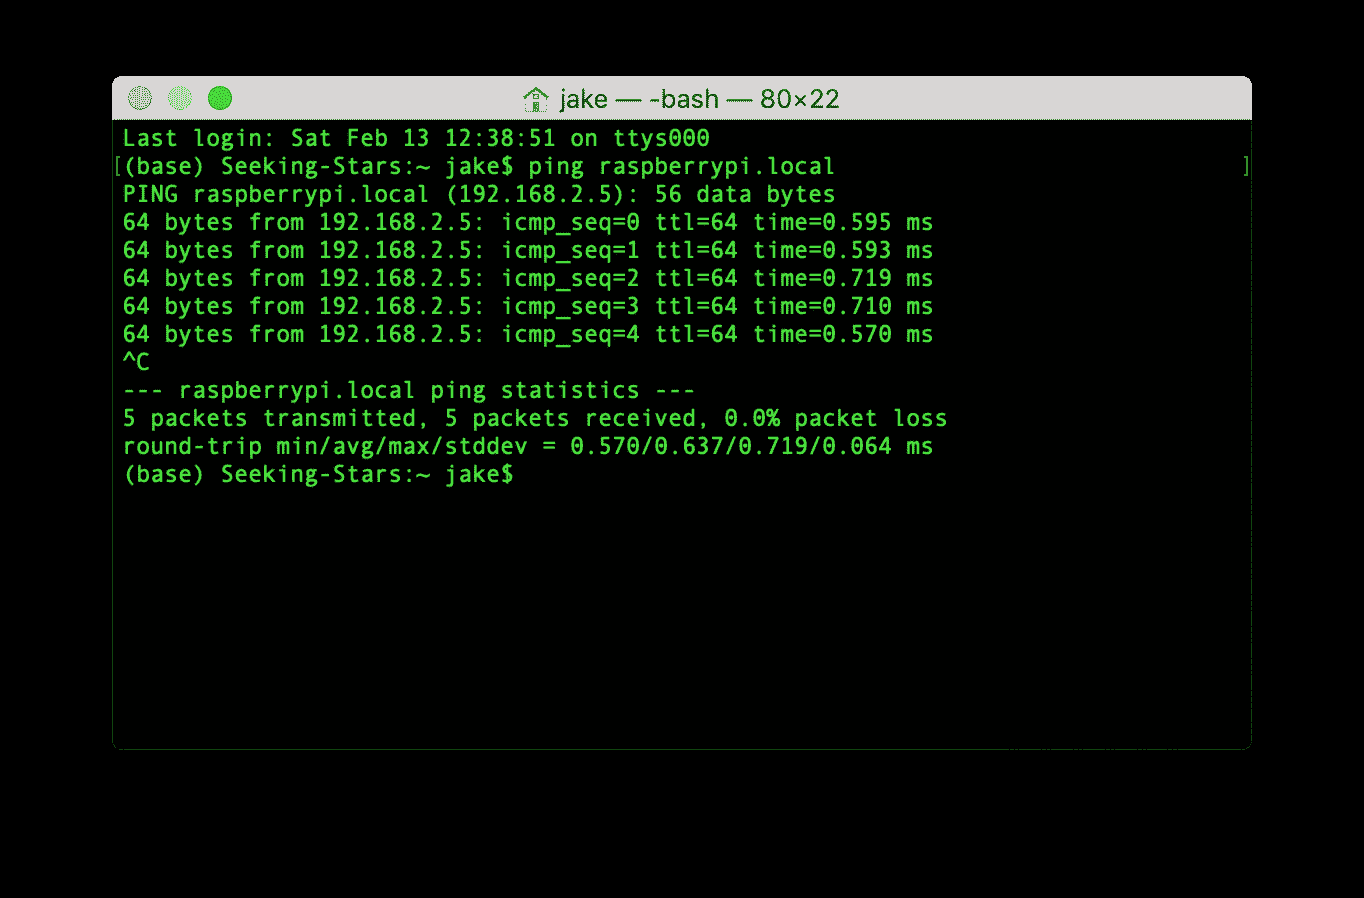 jake — -bash — 80×22
Last login: Sat Feb 13 12:38:51 on ttys000
[(base) Seeking-Stars:~ jake$ ping raspberrypi.local ]
PING raspberrypi.local (192.168.2.5): 56 data bytes
64 bytes from 192.168.2.5: icmp_seq=0 ttl=64 time=0.595 ms
64 bytes from 192.168.2.5: icmp_seq=1 ttl=64 time=0.593 ms
64 bytes from 192.168.2.5: icmp_seq=2 ttl=64 time=0.719 ms
64 bytes from 192.168.2.5: icmp_seq=3 ttl=64 time=0.710 ms
64 bytes from 192.168.2.5: icmp_seq=4 ttl=64 time=0.570 ms
^C
--- raspberrypi.local ping statistics ---
5 packets transmitted, 5 packets received, 0.0% packet loss
round-trip min/avg/max/stddev = 0.570/0.637/0.719/0.064 ms
(base) Seeking-Stars:~ jake$